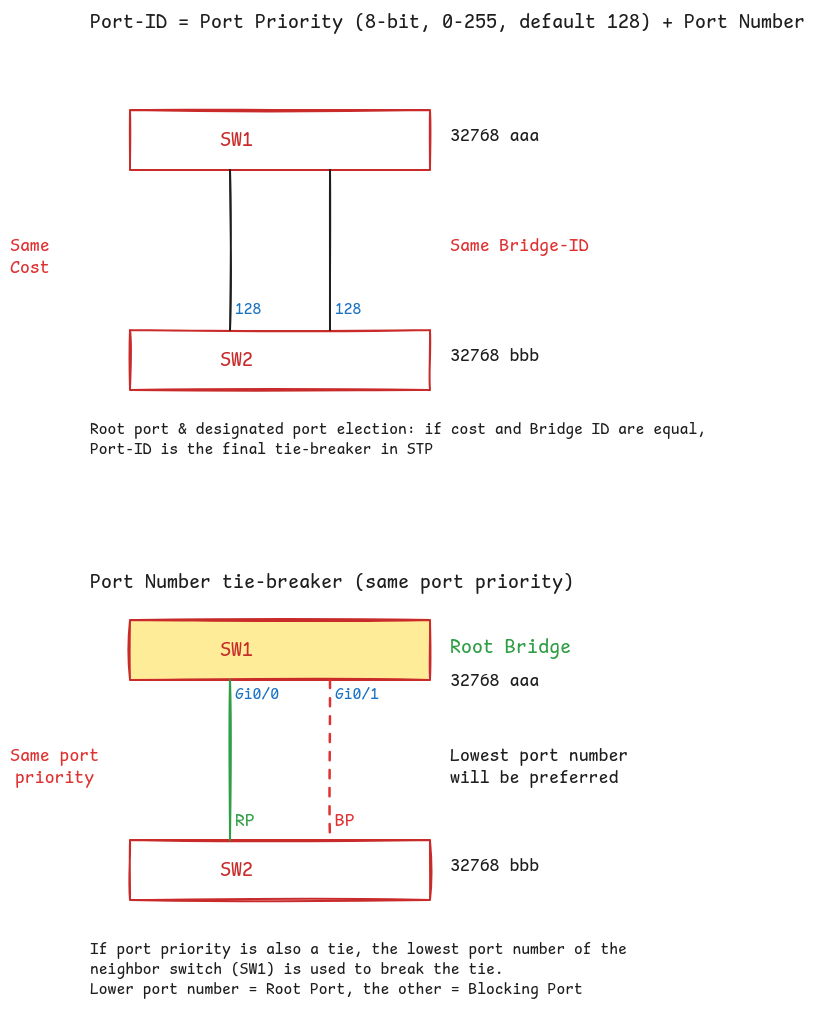 Port-ID = Port Priority (8-bit, 0-255, default 128) + Port Number
SW1
32768 aaa
Same
Cost
Same Bridge-ID
128
128
SW2
32768 bbb
Root port & designated port election: if cost and Bridge ID are equal,
Port-ID is the final tie-breaker in STP
Port Number tie-breaker (same port priority)
SW1
Root Bridge
32768 aaa
Gi0/0
Gi0/1
Same port
priority
Lowest port number
will be preferred
RP
BP
SW2
32768 bbb
If port priority is also a tie, the lowest port number of the
neighbor switch (SW1) is used to break the tie.
Lower port number = Root Port, the other = Blocking Port